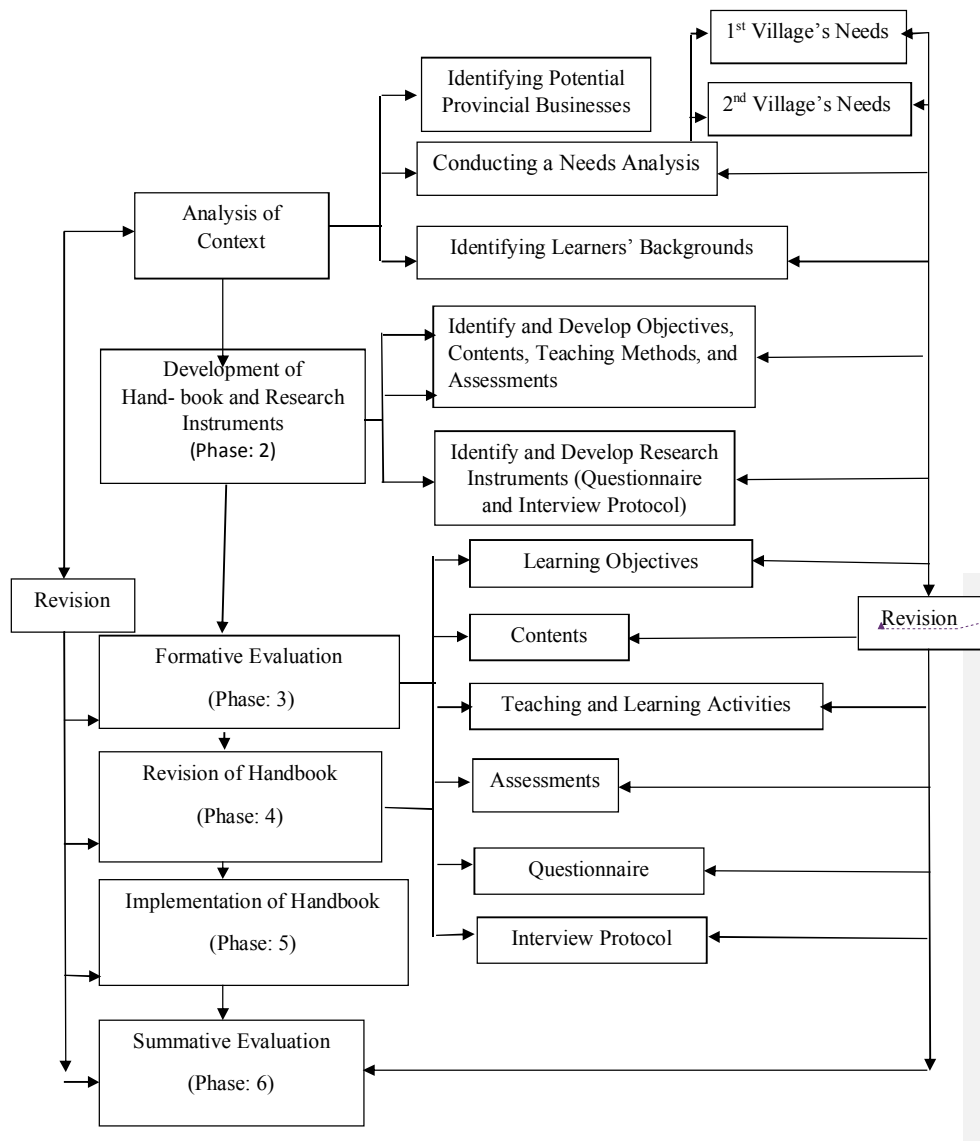 1st Village's Needs
Identifying Potential
Provincial Businesses
2nd Village's Needs
Conducting a Needs Analysis
Analysis of
Context
Identifying Learners' Backgrounds
Identify and Develop Objectives,
Contents, Teaching Methods, and
Assessments
Development of
Hand- book and Research
Instruments
(Phase: 2)
Identify and Develop Research
Instruments (Questionnaire
and Interview Protocol)
Learning Objectives
Revision
Revision
Contents
Formative Evaluation
(Phase: 3)
Teaching and Learning Activities
Revision of Handbook
(Phase: 4)
Assessments
Questionnaire
Implementation of Handbook
(Phase: 5)
Interview Protocol
Summative Evaluation
(Phase: 6)